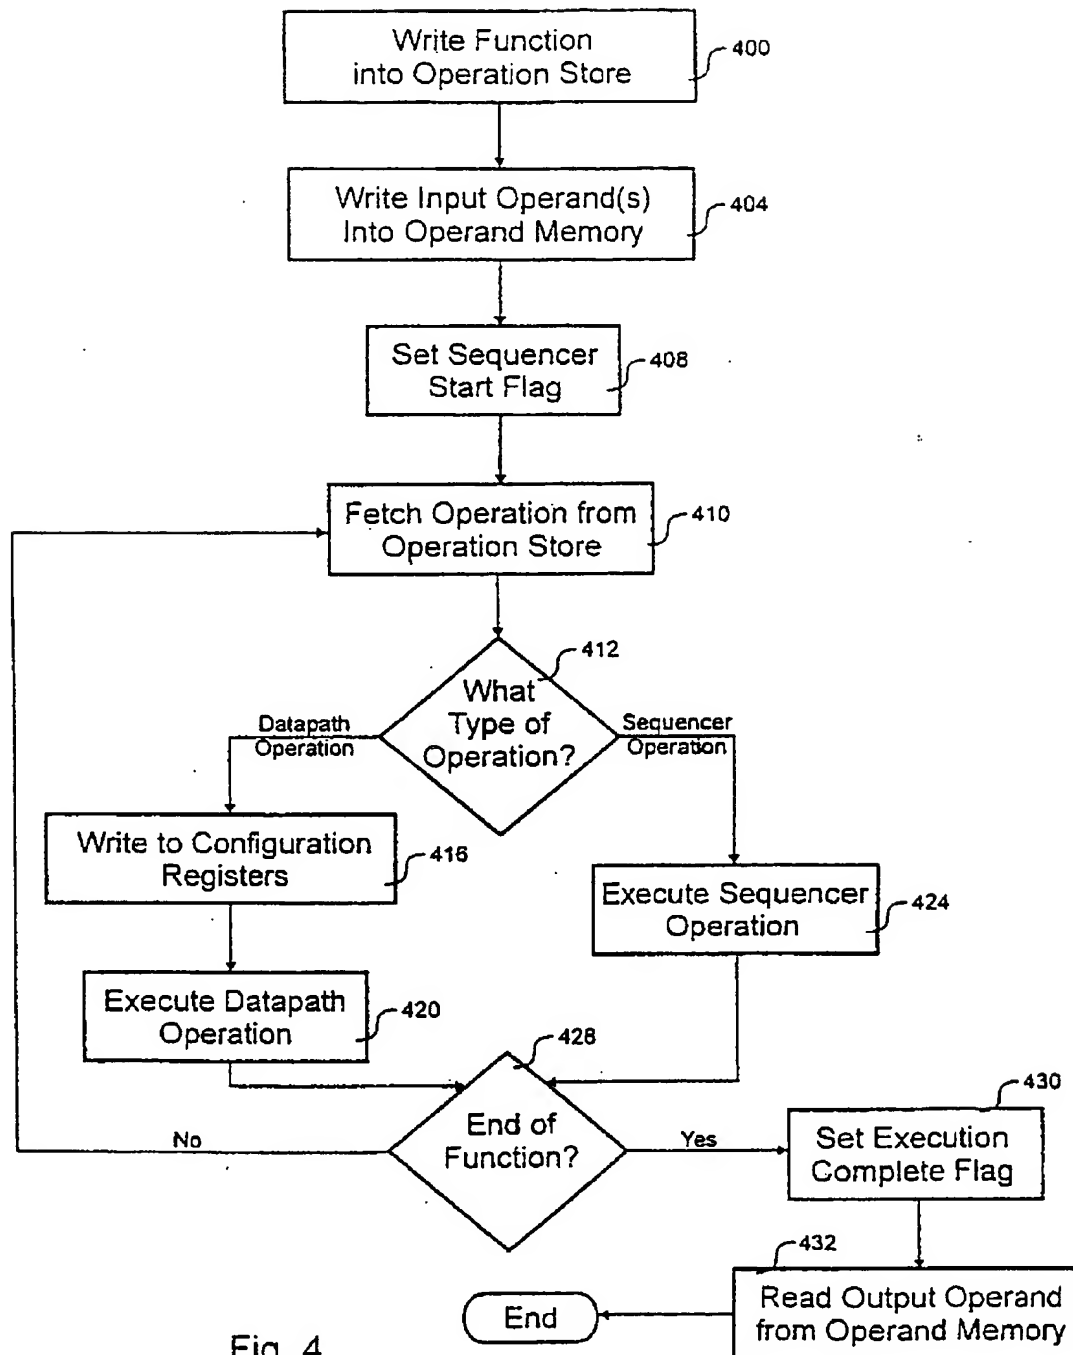 Write Function
into Operation Store
400
Write Input Operand(s)
Into Operand Memory
404
Set Sequencer
Start Flag
408
Fetch Operation from
Operation Store
410
412
What
Type of
Operation?
Datapath
Operation
Sequencer
Operation
Write to Configuration
Registers
416
Execute Sequencer
Operation
424
Execute Datapath
Operation
420
428
End of
Function?
No
Yes
430
Set Execution
Complete Flag
432
Read Output Operand
from Operand Memory
End
Fig. 4